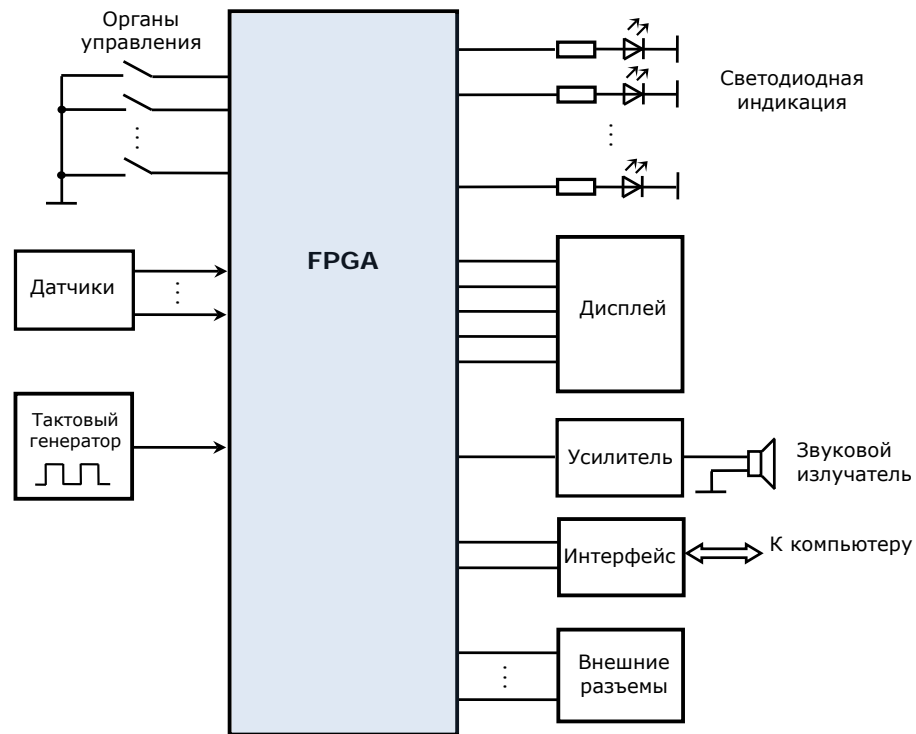 Органы
управления
Светодиодная
индикация
FPGA
Датчики
Дисплей
Тактовый
генератор
Усилитель
Звуковой
излучатель
Интерфейс
К компьютеру
Внешние
разъемы